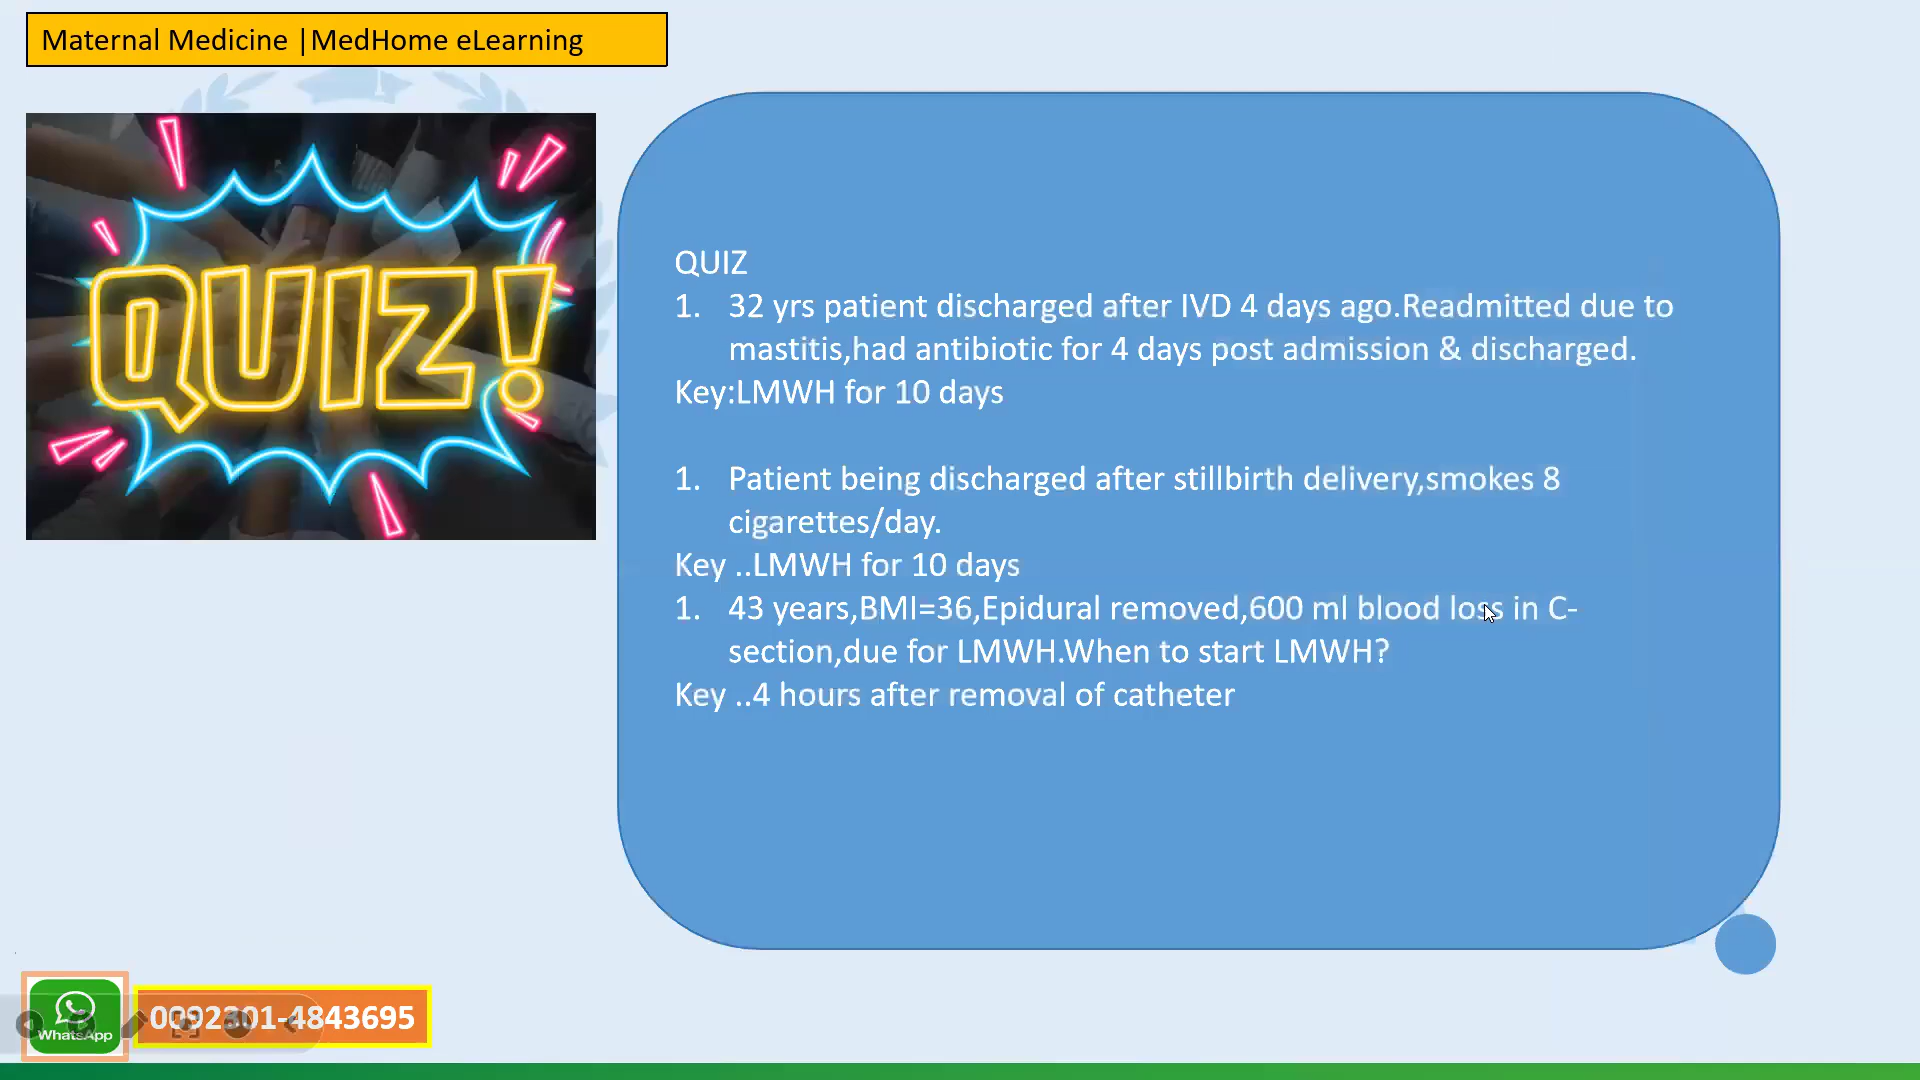 Maternal Medicine |MedHome eLearning
QUIZ!
QUIZ
1. 32 yrs patient discharged after IVD 4 days ago.Readmitted due to
mastitis,had antibiotic for 4 days post admission & discharged.
Key:LMWH for 10 days
1. Patient being discharged after stillbirth delivery,smokes 8
cigarettes/day.
Key ..LMWH for 10 days
1. 43 years,BMI=36,Epidural removed,600 ml blood loss in C-
section,due for LMWH.When to start LMWH?
Key ..4 hours after removal of catheter
WhatsApp
0092301-4843695